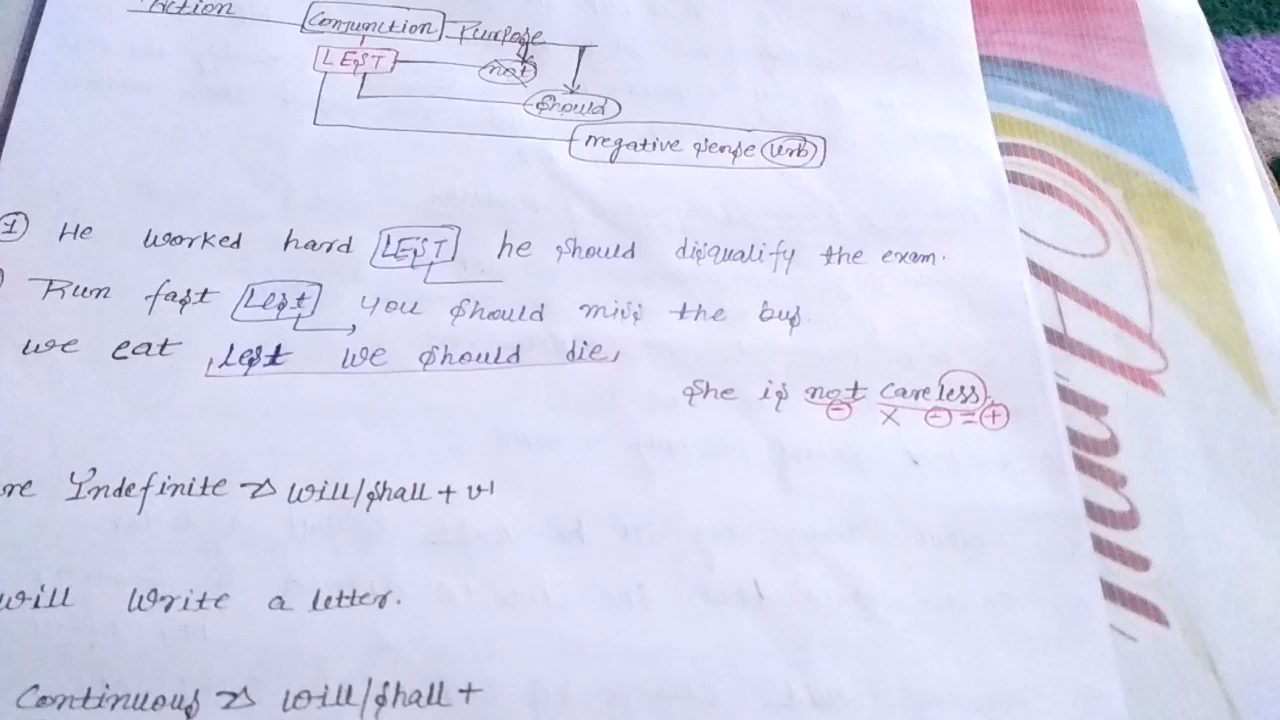 Action Conjunction Purpose
LEST not
should
negative sense verb
1 He worked hard LEST he should disqualify the exam.
Run fast Lest you should miss the bus.
we eat Lest we should die,
She is not careless.
- × - = +
re Indefinite → will/shall + v1
will write a letter.
Continuous → will/shall +